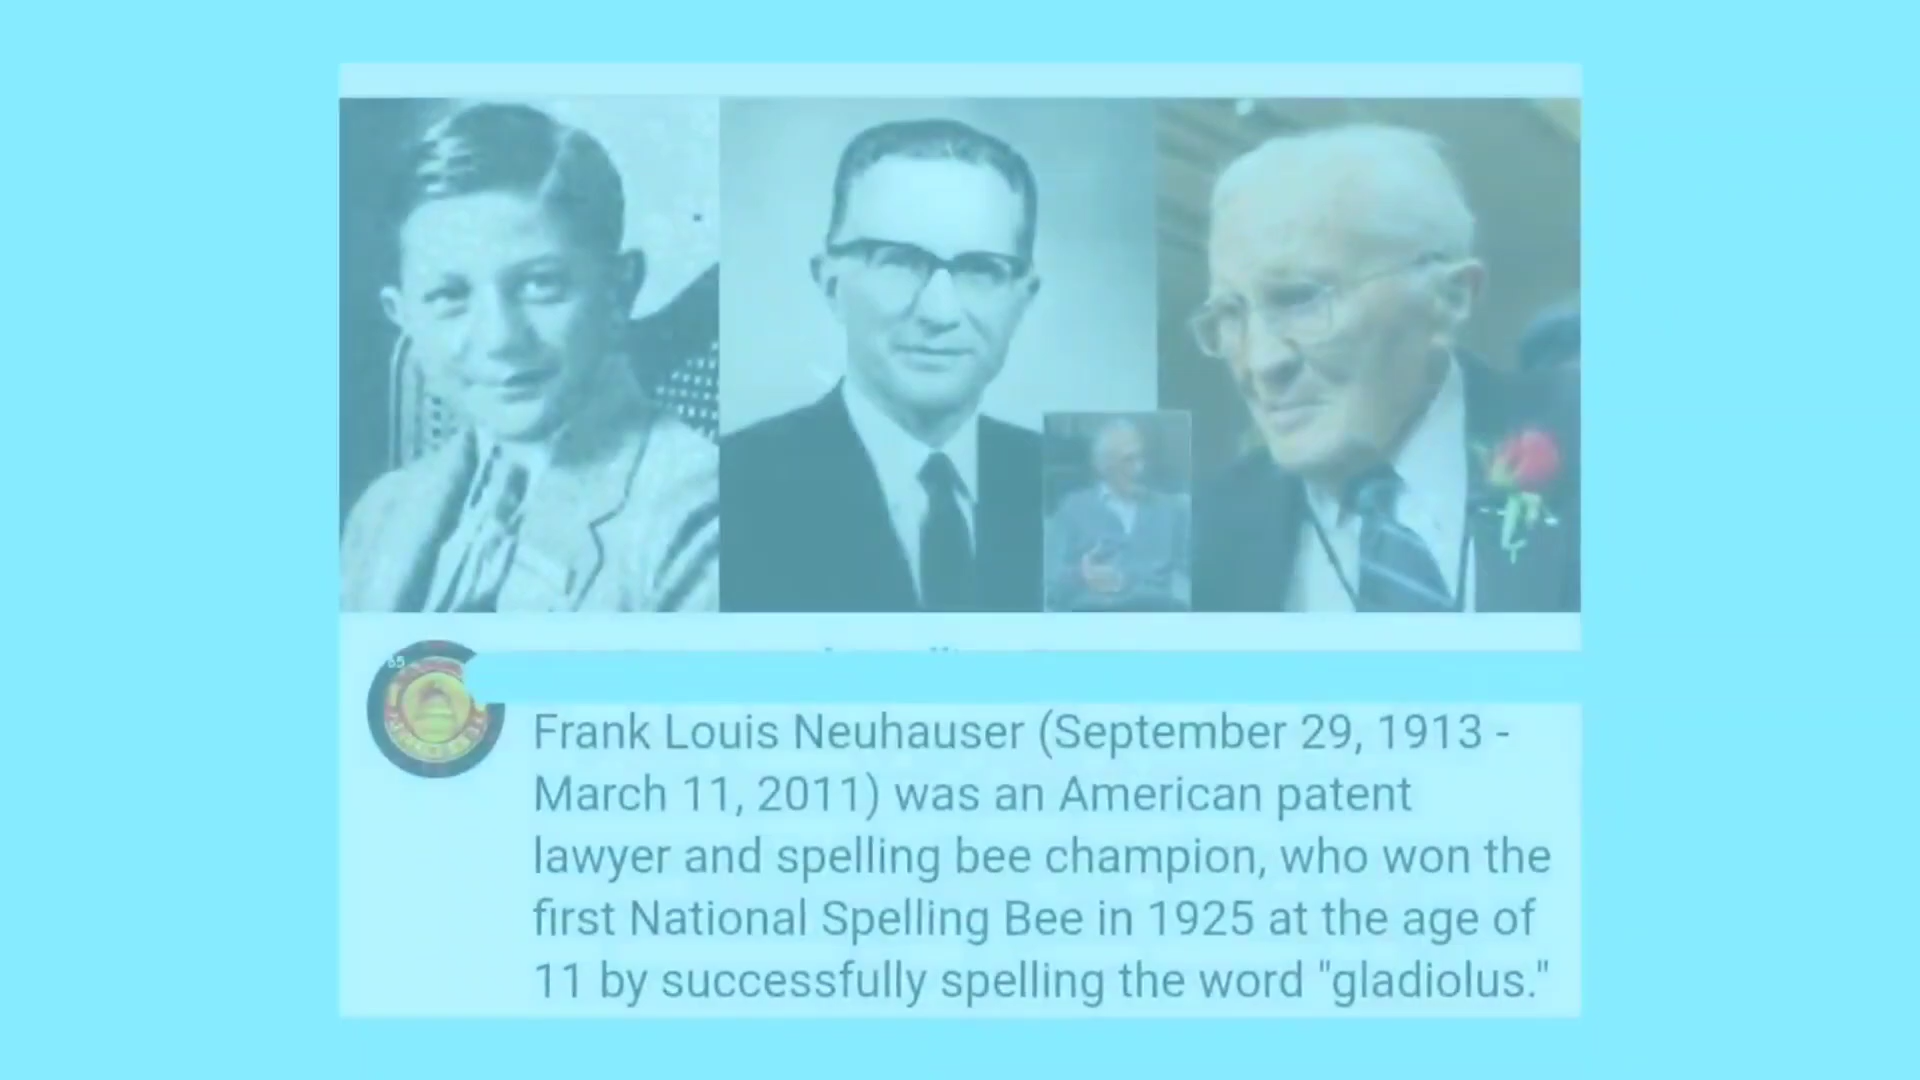 65
Frank Louis Neuhauser (September 29, 1913 -
March 11, 2011) was an American patent
lawyer and spelling bee champion, who won the
first National Spelling Bee in 1925 at the age of
11 by successfully spelling the word "gladiolus."